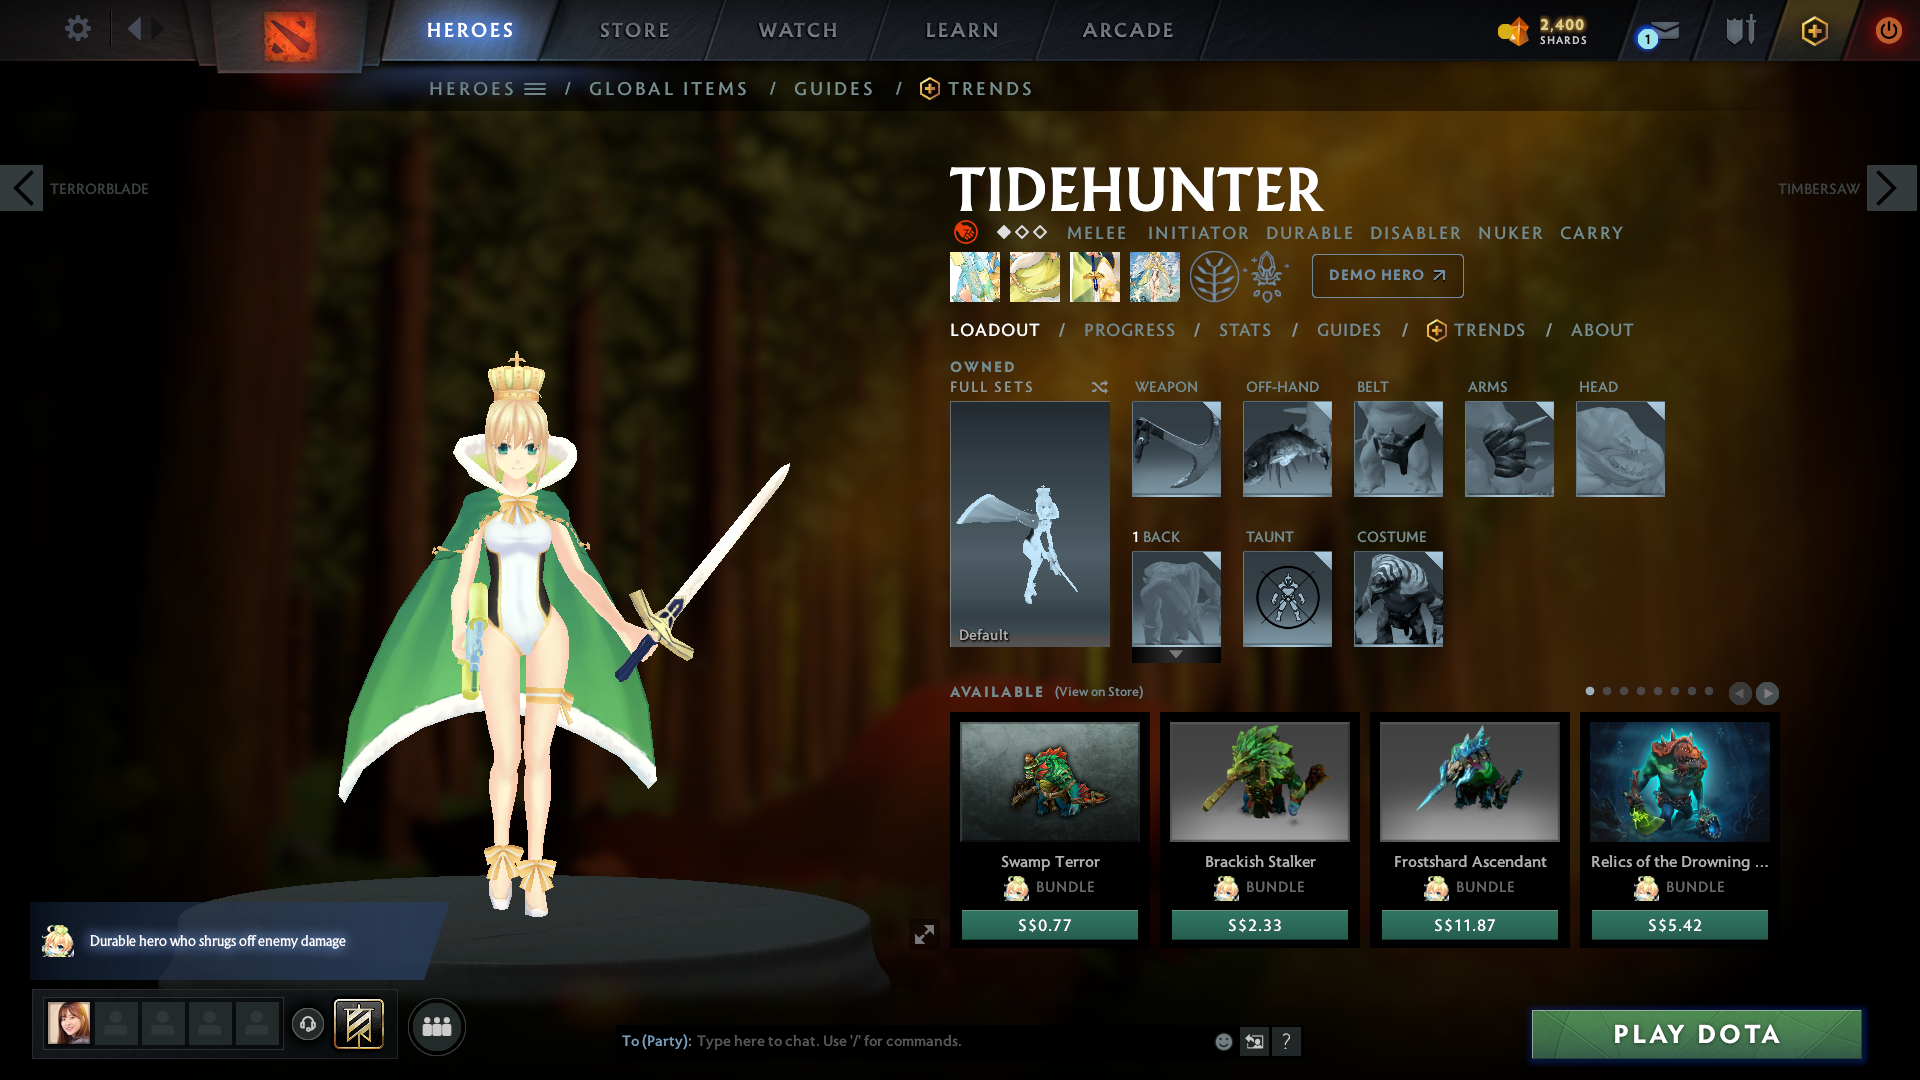 HEROES
STORE
WATCH
LEARN
ARCADE
2,400
SHARDS
1
HEROES / GLOBAL ITEMS / GUIDES / TRENDS
TERRORBLADE
TIMBERSAW
TIDEHUNTER
MELEE INITIATOR DURABLE DISABLER NUKER CARRY
DEMO HERO
LOADOUT / PROGRESS / STATS / GUIDES / TRENDS / ABOUT
OWNED
FULL SETS
WEAPON
OFF-HAND
BELT
ARMS
HEAD
1 BACK
TAUNT
COSTUME
Default
AVAILABLE (View on Store)
Swamp Terror
BUNDLE
S$0.77
Brackish Stalker
BUNDLE
S$2.33
Frostshard Ascendant
BUNDLE
S$11.87
Relics of the Drowning ...
BUNDLE
S$5.42
Durable hero who shrugs off enemy damage
To (Party): Type here to chat. Use '/' for commands.
?
PLAY DOTA